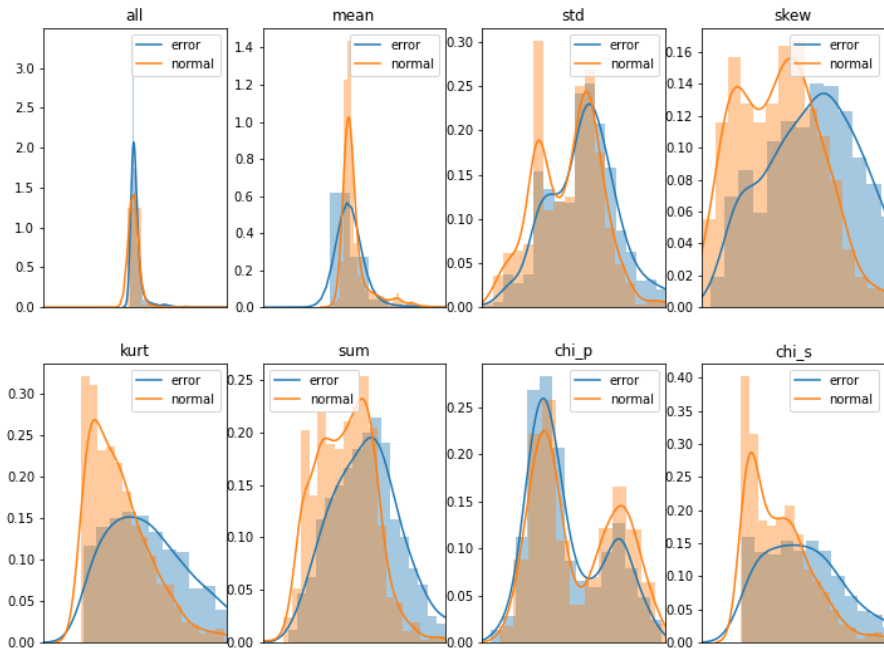 all
3.0
2.5
2.0
1.5
1.0
0.5
0.0
error
normal
mean
1.4
1.2
1.0
0.8
0.6
0.4
0.2
0.0
error
normal
std
0.30
0.25
0.20
0.15
0.10
0.05
0.00
error
normal
skew
0.16
0.14
0.12
0.10
0.08
0.06
0.04
0.02
0.00
error
normal
kurt
0.30
0.25
0.20
0.15
0.10
0.05
0.00
error
normal
sum
0.25
0.20
0.15
0.10
0.05
0.00
error
normal
chi_p
0.25
0.20
0.15
0.10
0.05
0.00
error
normal
chi_s
0.40
0.35
0.30
0.25
0.20
0.15
0.10
0.05
0.00
error
normal